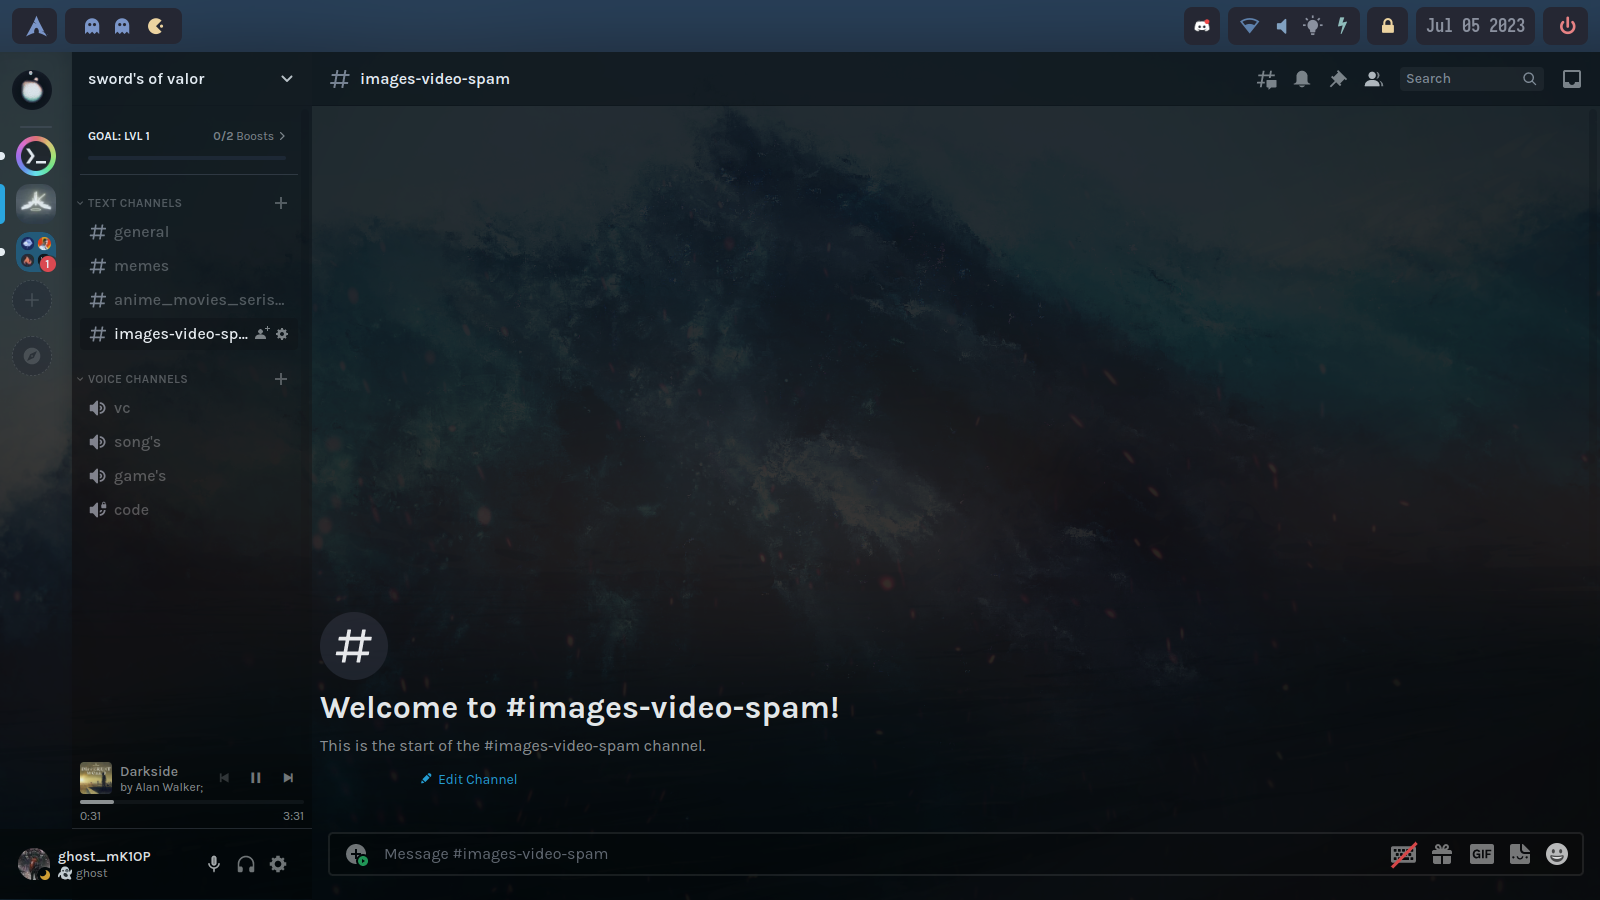 Jul 05 2023
sword's of valor
images-video-spam
Search
GOAL: LVL 1
0/2 Boosts
TEXT CHANNELS
general
memes
anime_movies_seris...
images-video-sp...
VOICE CHANNELS
vc
song's
game's
code
1
Welcome to #images-video-spam!
This is the start of the #images-video-spam channel.
Edit Channel
Darkside
by Alan Walker;
0:31
3:31
ghost_mK1OP
ghost
Message #images-video-spam
GIF